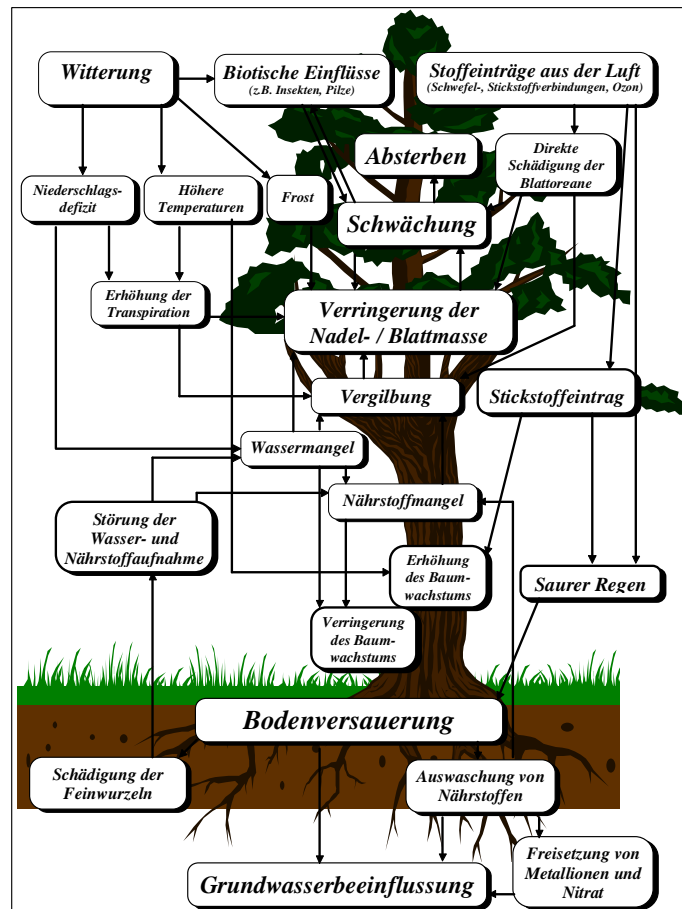 Witterung
Biotische Einflüsse
(z.B. Insekten, Pilze)
Stoffeinträge aus der Luft
(Schwefel-, Stickstoffverbindungen, Ozon)
Absterben
Direkte
Schädigung der
Blattoreane
Niederschlags-
defizit
Höhere
Temperaturen
Frost
Schwächung
Erhöhung der
Transpiration
Verringerung der
Nadel- / Blattmasse
Vergilbung
Stickstoffeintrag
Wassermangel
Nährstoffmangel
Störung der
Wasser- und
Nährstoffaufnahme
Erhöhung
des Baum-
wachstums
Saurer Regen
Verringerung
des Baum-
wachstums
Bodenversauerung
Schädigung der
Feinwurzeln
Auswaschung von
Nährstoffen
Freisetzung von
Metallionen und
Nitrat
Grundwasserbeeinflussung